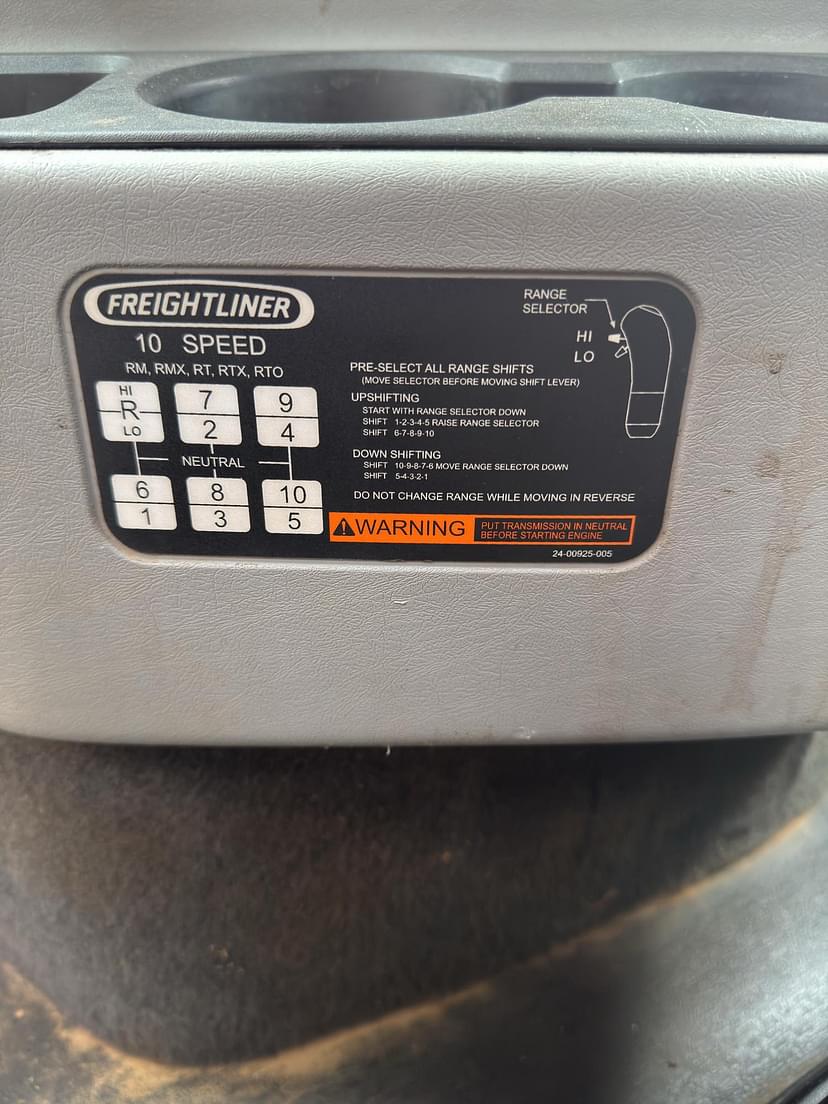 FREIGHTLINER
10 SPEED
RM, RMX, RT, RTX, RTO
HI
R
LO
7
2
9
4
NEUTRAL
6
1
8
3
10
5
RANGE
SELECTOR
HI
LO
PRE-SELECT ALL RANGE SHIFTS
(MOVE SELECTOR BEFORE MOVING SHIFT LEVER)
UPSHIFTING
START WITH RANGE SELECTOR DOWN
SHIFT 1-2-3-4-5 RAISE RANGE SELECTOR
SHIFT 6-7-8-9-10
DOWN SHIFTING
SHIFT 10-9-8-7-6 MOVE RANGE SELECTOR DOWN
SHIFT 5-4-3-2-1
DO NOT CHANGE RANGE WHILE MOVING IN REVERSE
WARNING
PUT TRANSMISSION IN NEUTRAL
BEFORE STARTING ENGINE
24-00925-005